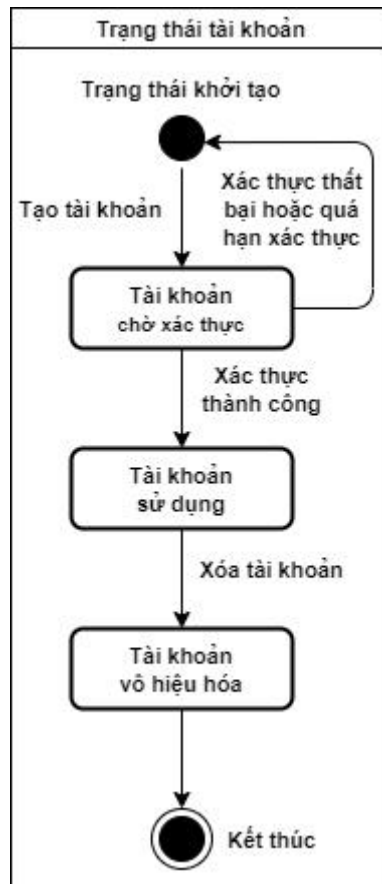 Trạng thái tài khoản
Trạng thái khởi tạo
Xác thực thất
bại hoặc quá
hạn xác thực
Tạo tài khoản
Tài khoản
chờ xác thực
Xác thực
thành công
Tài khoản
sử dụng
Xóa tài khoản
Tài khoản
vô hiệu hóa
Kết thúc